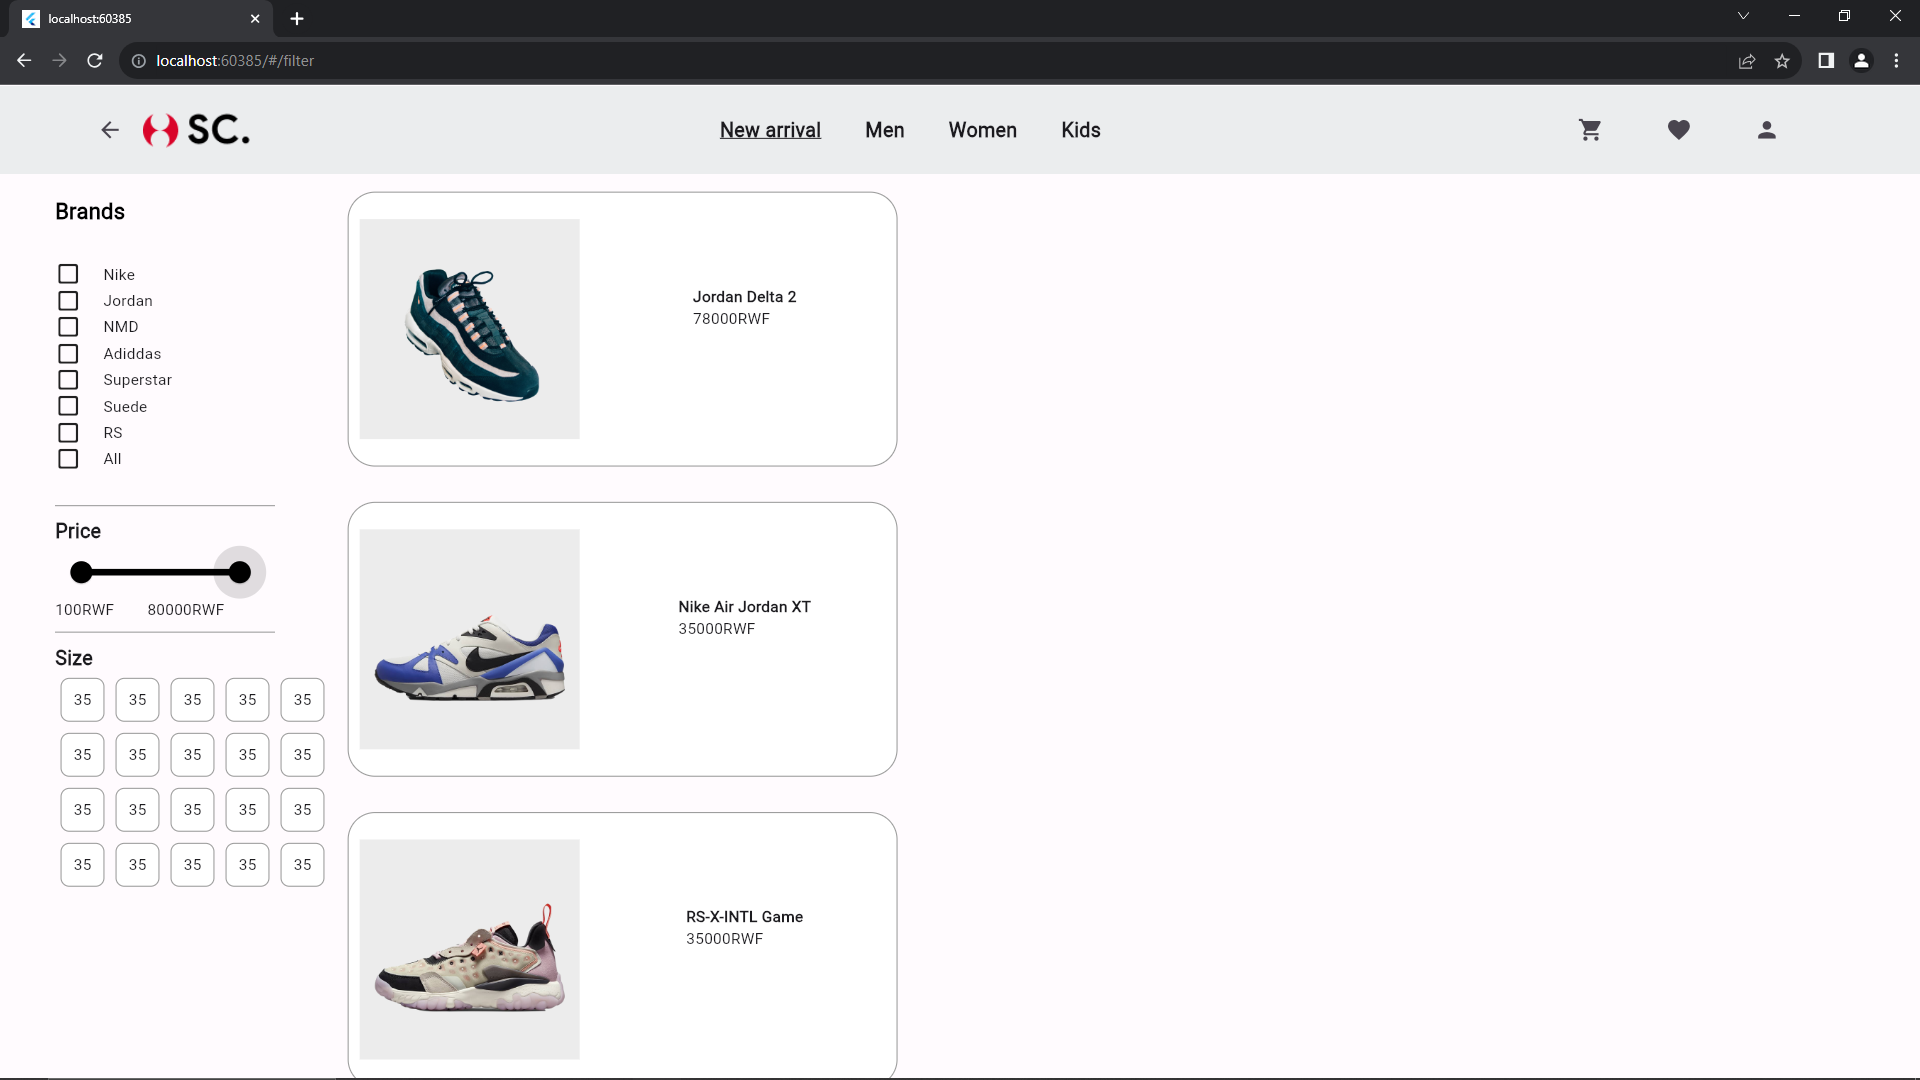 localhost:60385
localhost:60385/#/filter
SC.
New arrival Men Women Kids
Brands
Nike
Jordan
NMD
Adiddas
Superstar
Suede
RS
All
Price
100RWF 80000RWF
Size
35 35 35 35 35
35 35 35 35 35
35 35 35 35 35
35 35 35 35 35
Jordan Delta 2
78000RWF
Nike Air Jordan XT
35000RWF
RS-X-INTL Game
35000RWF